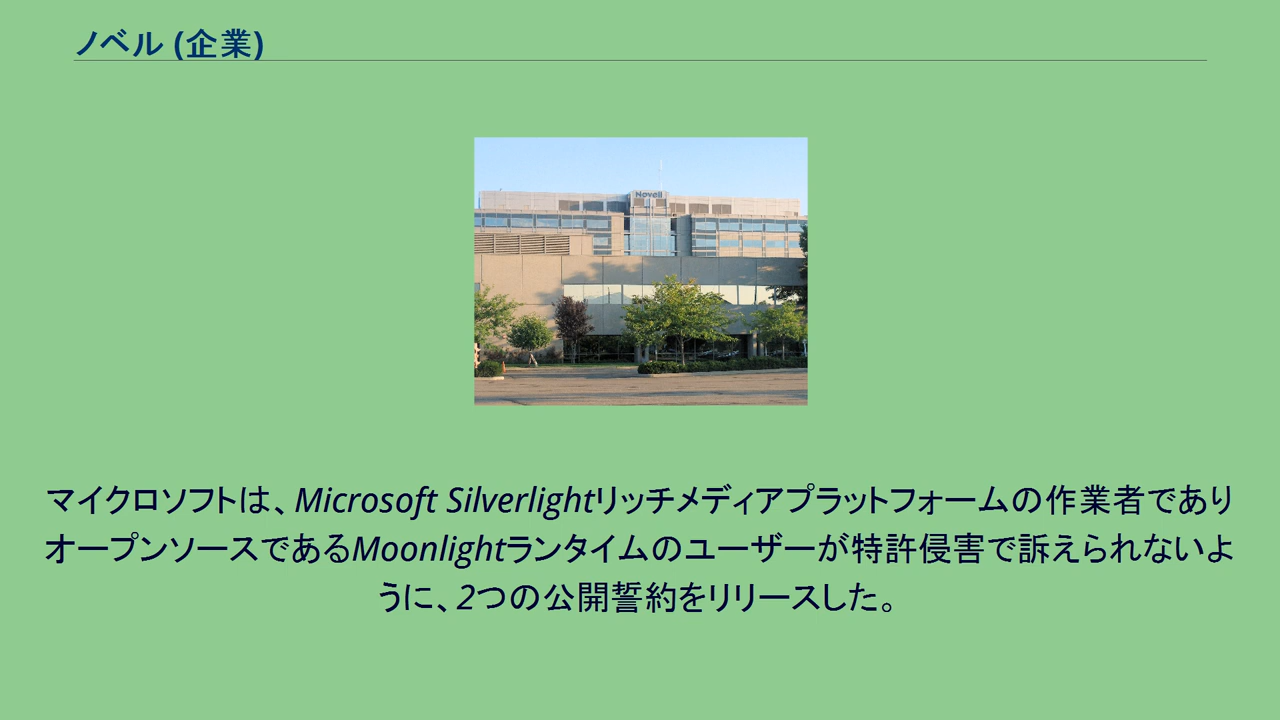 ノベル (企業)
Novell
マイクロソフトは、Microsoft Silverlightリッチメディアプラットフォームの作業者であり
オープンソースであるMoonlightランタイムのユーザーが特許侵害で訴えられないよ
うに、2つの公開誓約をリリースした。